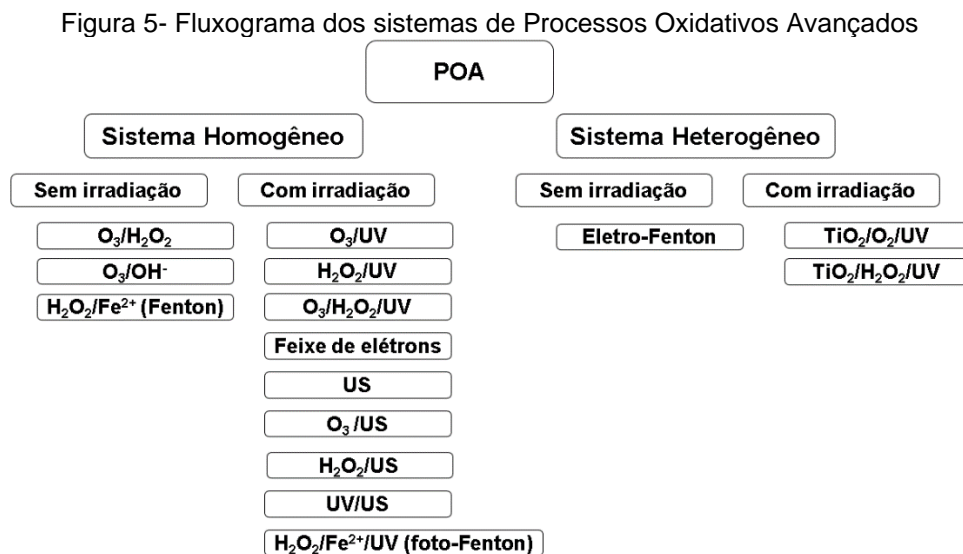 Figura 5- Fluxograma dos sistemas de Processos Oxidativos Avançados
POA
Sistema Homogêneo
Sem irradiação
O₃/H₂O₂
O₃/OH⁻
H₂O₂/Fe²⁺ (Fenton)
Com irradiação
O₃/UV
H₂O₂/UV
O₃/H₂O₂/UV
Feixe de elétrons
US
O₃/US
H₂O₂/US
UV/US
H₂O₂/Fe²⁺/UV (foto-Fenton)
Sistema Heterogêneo
Sem irradiação
Eletro-Fenton
Com irradiação
TiO₂/O₂/UV
TiO₂/H₂O₂/UV